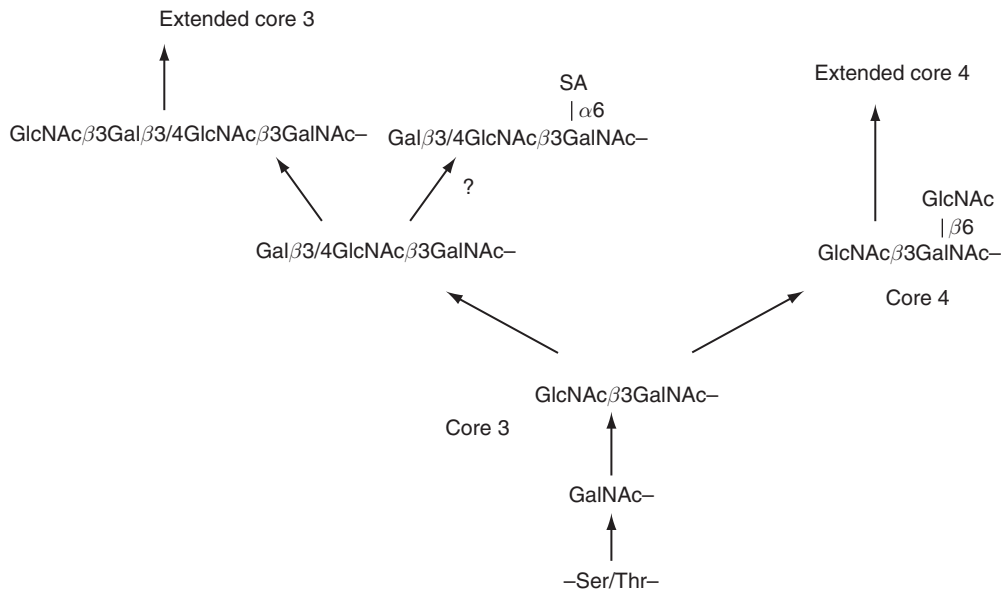 Extended core 3
SA
|α6
GlcNAcβ3Galβ3/4GlcNAcβ3GalNAc–
Galβ3/4GlcNAcβ3GalNAc–
?
Extended core 4
Galβ3/4GlcNAcβ3GalNAc–
GlcNAc
|β6
GlcNAcβ3GalNAc–
Core 4
GlcNAcβ3GalNAc–
Core 3
GalNAc–
–Ser/Thr–